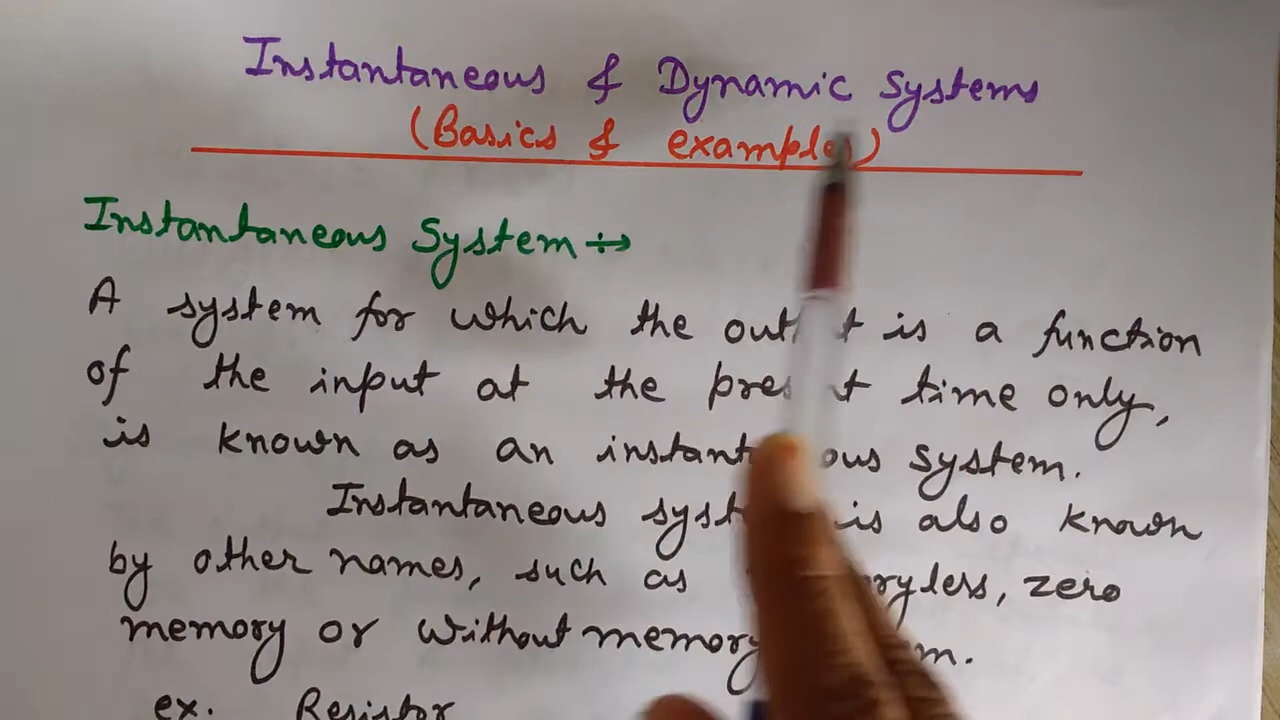 Instantaneous & Dynamic Systems
(Basics & examples)
Instantaneous System :→
A system for which the output is a function
of the input at the present time only,
is known as an instantaneous system.
Instantaneous system is also known
by other names, such as memoryless, zero
memory or without memory system.
ex. Resistor